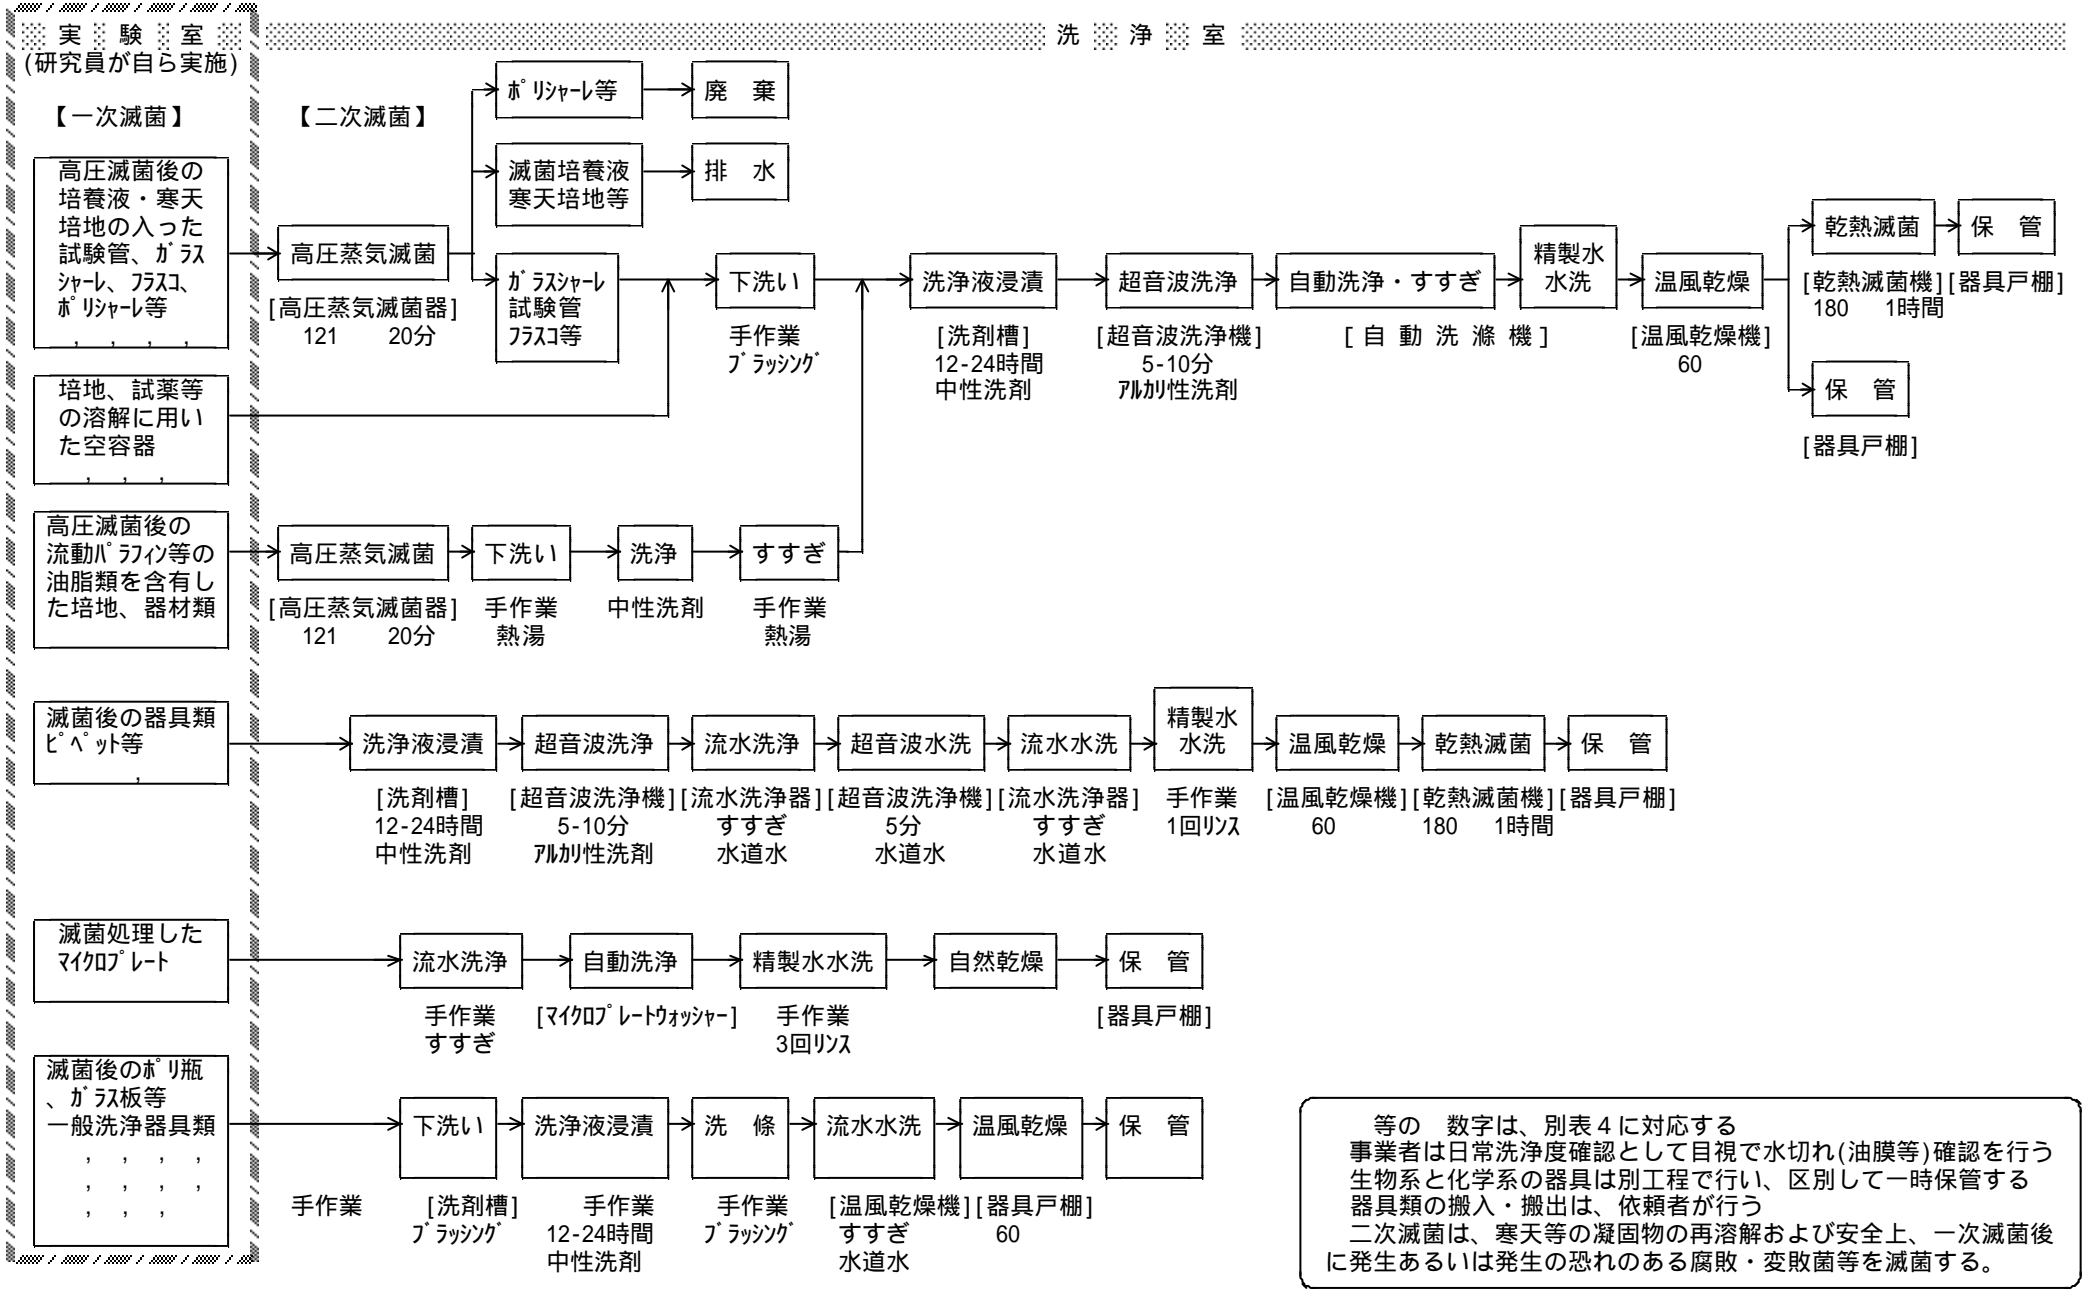 実験室
(研究員が自ら実施)
洗浄室
【一次滅菌】
【二次滅菌】
高圧滅菌後の
培養液・寒天
培地の入った
試験管、ｶﾞﾗｽ
ｼｬｰﾚ、ﾌﾗｽｺ、
ﾎﾟﾘｼｬｰﾚ等
, , , ,
高圧蒸気滅菌
[高圧蒸気滅菌器]
121 20分
ﾎﾟﾘｼｬｰﾚ等
廃 棄
滅菌培養液
寒天培地等
排 水
ｶﾞﾗｽｼｬｰﾚ
試験管
ﾌﾗｽｺ等
下洗い
手作業
ﾌﾞﾗｯｼﾝｸﾞ
洗浄液浸漬
[洗剤槽]
12-24時間
中性洗剤
超音波洗浄
[超音波洗浄機]
5-10分
ｱﾙｶﾘ性洗剤
自動洗浄・すすぎ
[自動洗滌機]
精製水
水洗
温風乾燥
[温風乾燥機]
60
乾熱滅菌
[乾熱滅菌機]
180 1時間
保 管
[器具戸棚]
保 管
[器具戸棚]
培地、試薬等
の溶解に用い
た空容器
, , ,
高圧滅菌後の
流動ﾊﾟﾗﾌｨﾝ等の
油脂類を含有し
た培地、器材類
高圧蒸気滅菌
[高圧蒸気滅菌器]
121 20分
下洗い
手作業
熱湯
洗浄
中性洗剤
すすぎ
手作業
熱湯
滅菌後の器具類
ﾋﾟﾍﾟｯﾄ等
,
洗浄液浸漬
[洗剤槽]
12-24時間
中性洗剤
超音波洗浄
[超音波洗浄機]
5-10分
ｱﾙｶﾘ性洗剤
流水洗浄
[流水洗浄器]
すすぎ
水道水
超音波水洗
[超音波洗浄機]
5分
水道水
流水水洗
[流水洗浄器]
すすぎ
水道水
精製水
水洗
手作業
1回ﾘﾝｽ
温風乾燥
[温風乾燥機]
60
乾熱滅菌
[乾熱滅菌機]
180 1時間
保 管
[器具戸棚]
滅菌処理した
ﾏｲｸﾛﾌﾟﾚｰﾄ
流水洗浄
手作業
すすぎ
自動洗浄
[ﾏｲｸﾛﾌﾟﾚｰﾄｳｫｯｼｬｰ]
精製水水洗
手作業
3回ﾘﾝｽ
自然乾燥
保 管
[器具戸棚]
滅菌後のﾎﾟﾘ瓶
、ｶﾞﾗｽ板等
一般洗浄器具類
, , , ,
, , , ,
, , ,
下洗い
洗浄液浸漬
洗 條
流水水洗
温風乾燥
保 管
手作業
[洗剤槽]
ﾌﾞﾗｯｼﾝｸﾞ
手作業
12-24時間
中性洗剤
手作業
ﾌﾞﾗｯｼﾝｸﾞ
[温風乾燥機]
すすぎ
水道水
[器具戸棚]
60
等の 数字は、別表４に対応する
事業者は日常洗浄度確認として目視で水切れ(油膜等)確認を行う
生物系と化学系の器具は別工程で行い、区別して一時保管する
器具類の搬入・搬出は、依頼者が行う
二次滅菌は、寒天等の凝固物の再溶解および安全上、一次滅菌後
に発生あるいは発生の恐れのある腐敗・変敗菌等を滅菌する。